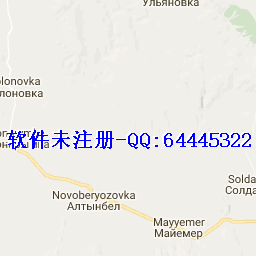 Ульяновка
olonovka
лоновка
软件未注册-QQ:64445322
Solda
Солда
Novoberyozovka
Алтынбел
Mayyemer
Майемер